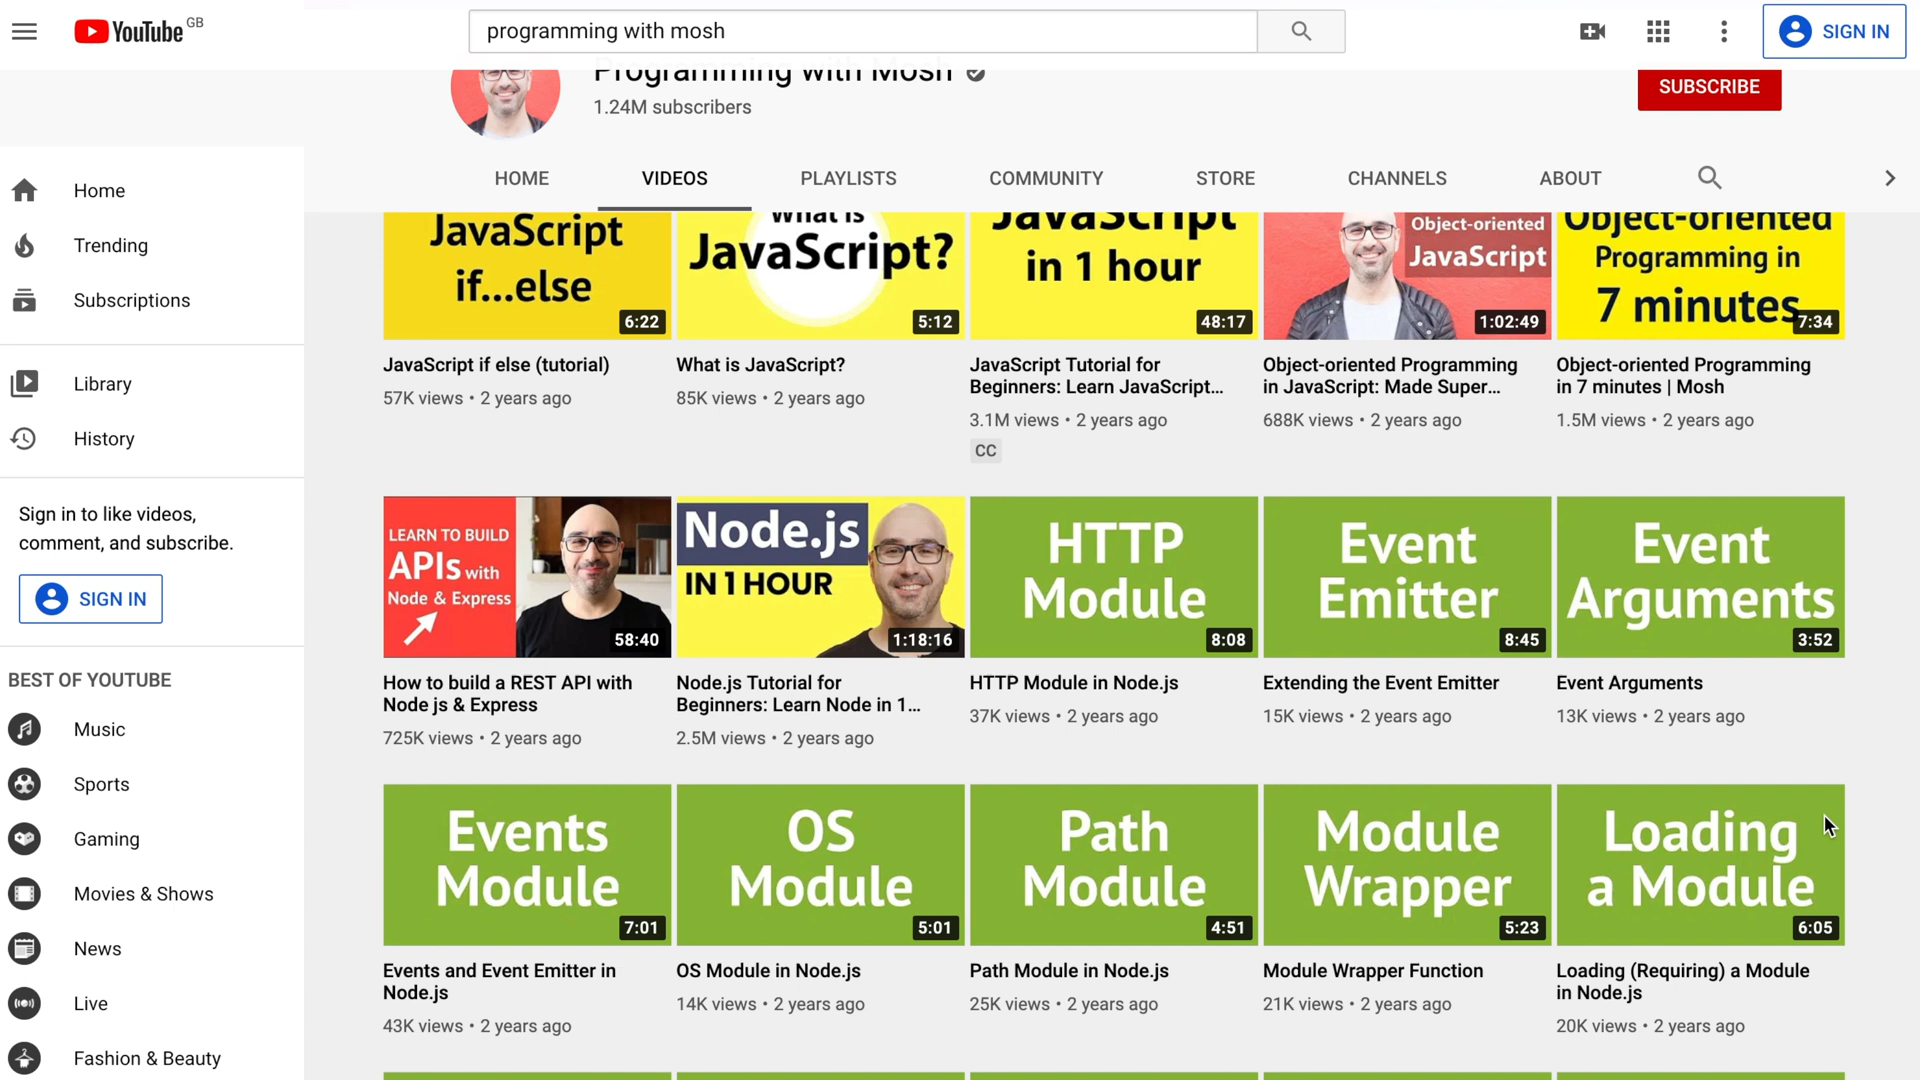 YouTube GB
programming with mosh
SIGN IN
Programming with Mosh
1.24M subscribers
SUBSCRIBE
HOME
VIDEOS
PLAYLISTS
COMMUNITY
STORE
CHANNELS
ABOUT
Home
Trending
Subscriptions
Library
History
Sign in to like videos,
comment, and subscribe.
SIGN IN
BEST OF YOUTUBE
Music
Sports
Gaming
Movies & Shows
News
Live
Fashion & Beauty
JavaScript
if...else
6:22
JavaScript if else (tutorial)
57K views • 2 years ago
What is
JavaScript?
5:12
What is JavaScript?
85K views • 2 years ago
JavaScript
in 1 hour
48:17
JavaScript Tutorial for
Beginners: Learn JavaScript...
3.1M views • 2 years ago
CC
Object-oriented
JavaScript
1:02:49
Object-oriented Programming
in JavaScript: Made Super...
688K views • 2 years ago
Object-oriented
Programming in
7 minutes
7:34
Object-oriented Programming
in 7 minutes | Mosh
1.5M views • 2 years ago
LEARN TO BUILD
APIs with
Node & Express
58:40
How to build a REST API with
Node js & Express
725K views • 2 years ago
Node.js
IN 1 HOUR
1:18:16
Node.js Tutorial for
Beginners: Learn Node in 1...
2.5M views • 2 years ago
HTTP
Module
8:08
HTTP Module in Node.js
37K views • 2 years ago
Event
Emitter
8:45
Extending the Event Emitter
15K views • 2 years ago
Event
Arguments
3:52
Event Arguments
13K views • 2 years ago
Events
Module
7:01
Events and Event Emitter in
Node.js
43K views • 2 years ago
OS
Module
5:01
OS Module in Node.js
14K views • 2 years ago
Path
Module
4:51
Path Module in Node.js
25K views • 2 years ago
Module
Wrapper
5:23
Module Wrapper Function
21K views • 2 years ago
Loading
a Module
6:05
Loading (Requiring) a Module
in Node.js
20K views • 2 years ago